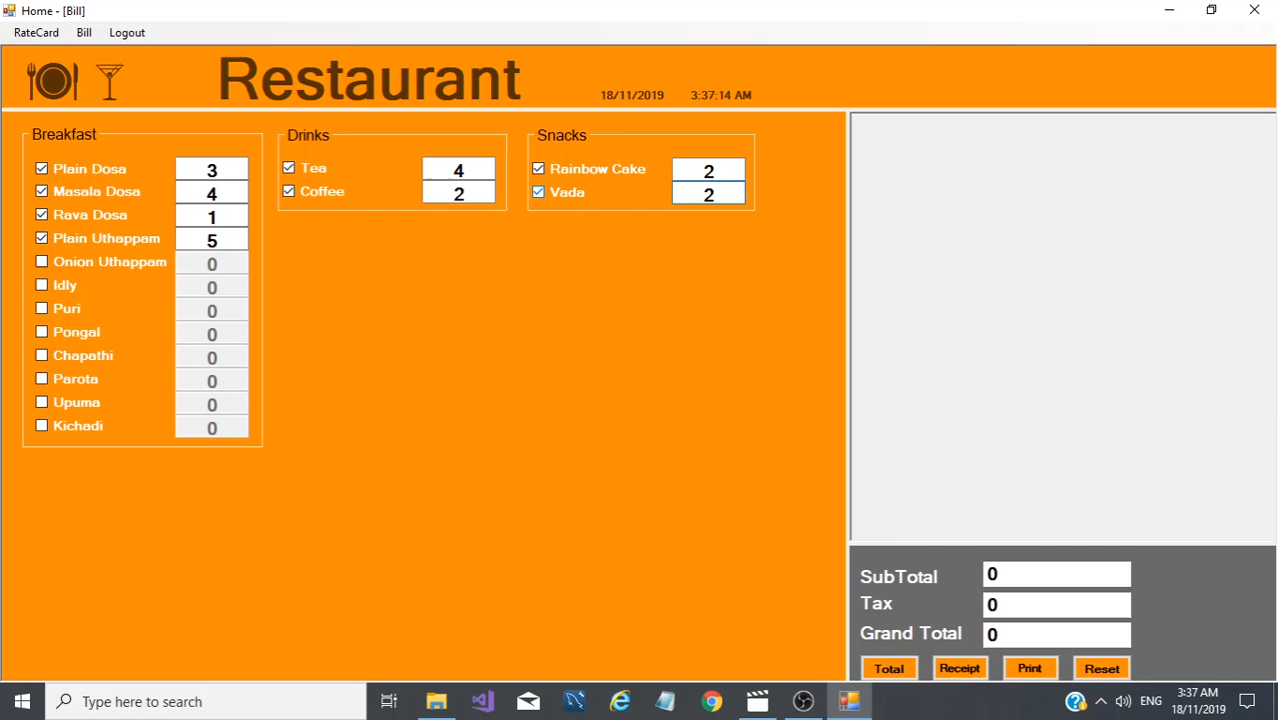 Home - [Bill]
RateCard Bill Logout
Restaurant
18/11/2019 3:37:14 AM
Breakfast
Plain Dosa 3
Masala Dosa 4
Rava Dosa 1
Plain Uthappam 5
Onion Uthappam 0
Idly 0
Puri 0
Pongal 0
Chapathi 0
Parota 0
Upuma 0
Kichadi 0
Drinks
Tea 4
Coffee 2
Snacks
Rainbow Cake 2
Vada 2
SubTotal 0
Tax 0
Grand Total 0
Total Receipt Print Reset
Type here to search
ENG
3:37 AM
18/11/2019